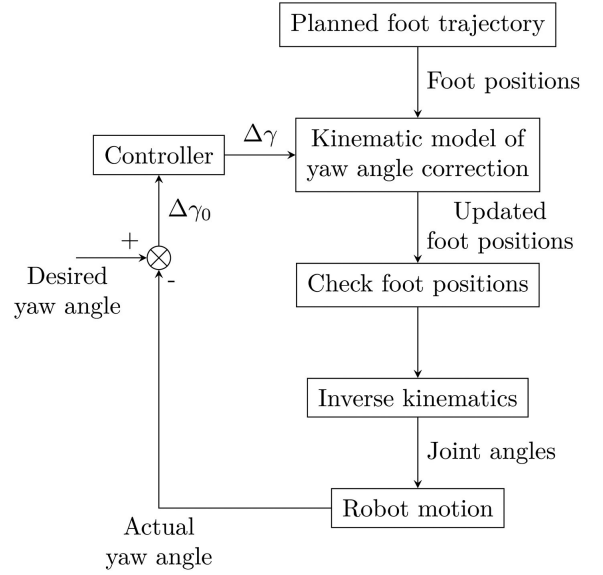 Planned foot trajectory
Foot positions
Δγ
Controller
Kinematic model of
yaw angle correction
Δγ₀
Updated
foot positions
+
Desired
yaw angle
-
Check foot positions
Inverse kinematics
Joint angles
Robot motion
Actual
yaw angle